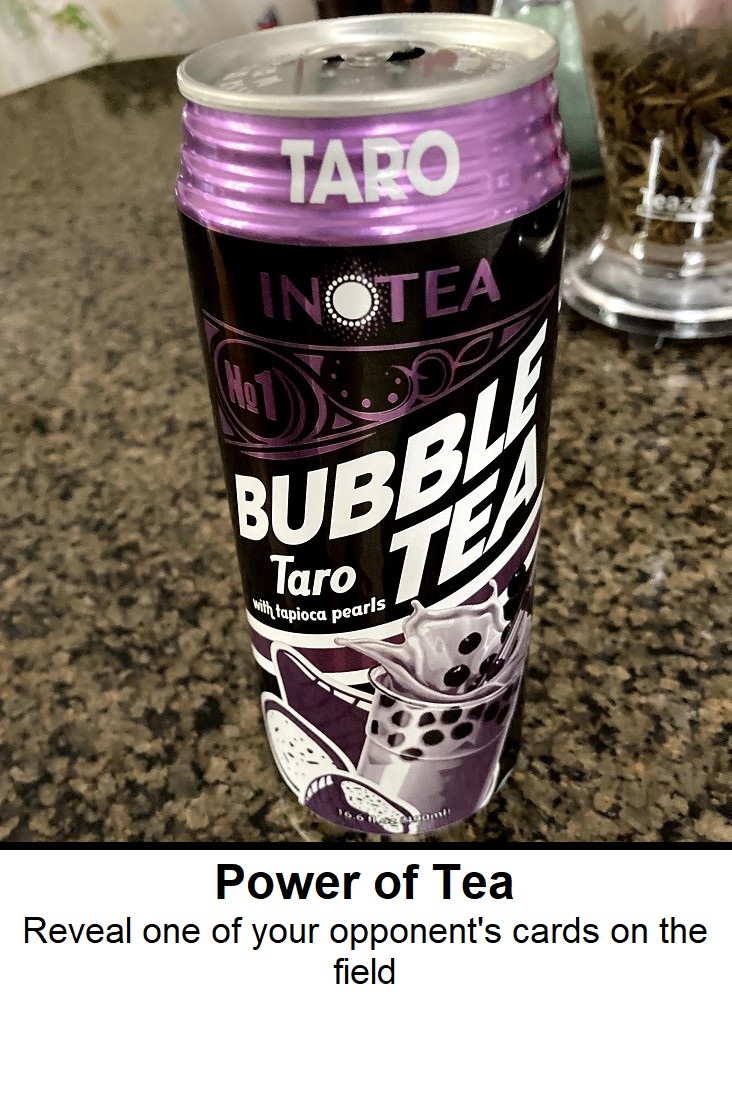 TARO
INOTEA
No1
BUBBLE
TEA
Taro
with tapioca pearls
Power of Tea
Reveal one of your opponent's cards on the
field